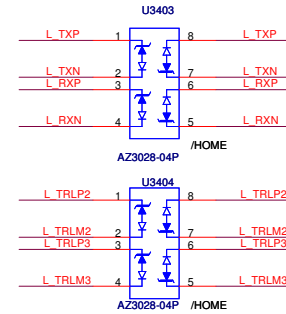 U3403
L_TXP 1 8 L_TXP
L_TXN 2 7 L_TXN
L_RXP 3 6 L_RXP
L_RXN 4 5 L_RXN
/HOME
AZ3028-04P
U3404
L_TRLP2 1 8 L_TRLP2
L_TRLM2 2 7 L_TRLM2
L_TRLP3 3 6 L_TRLP3
L_TRLM3 4 5 L_TRLM3
AZ3028-04P /HOME